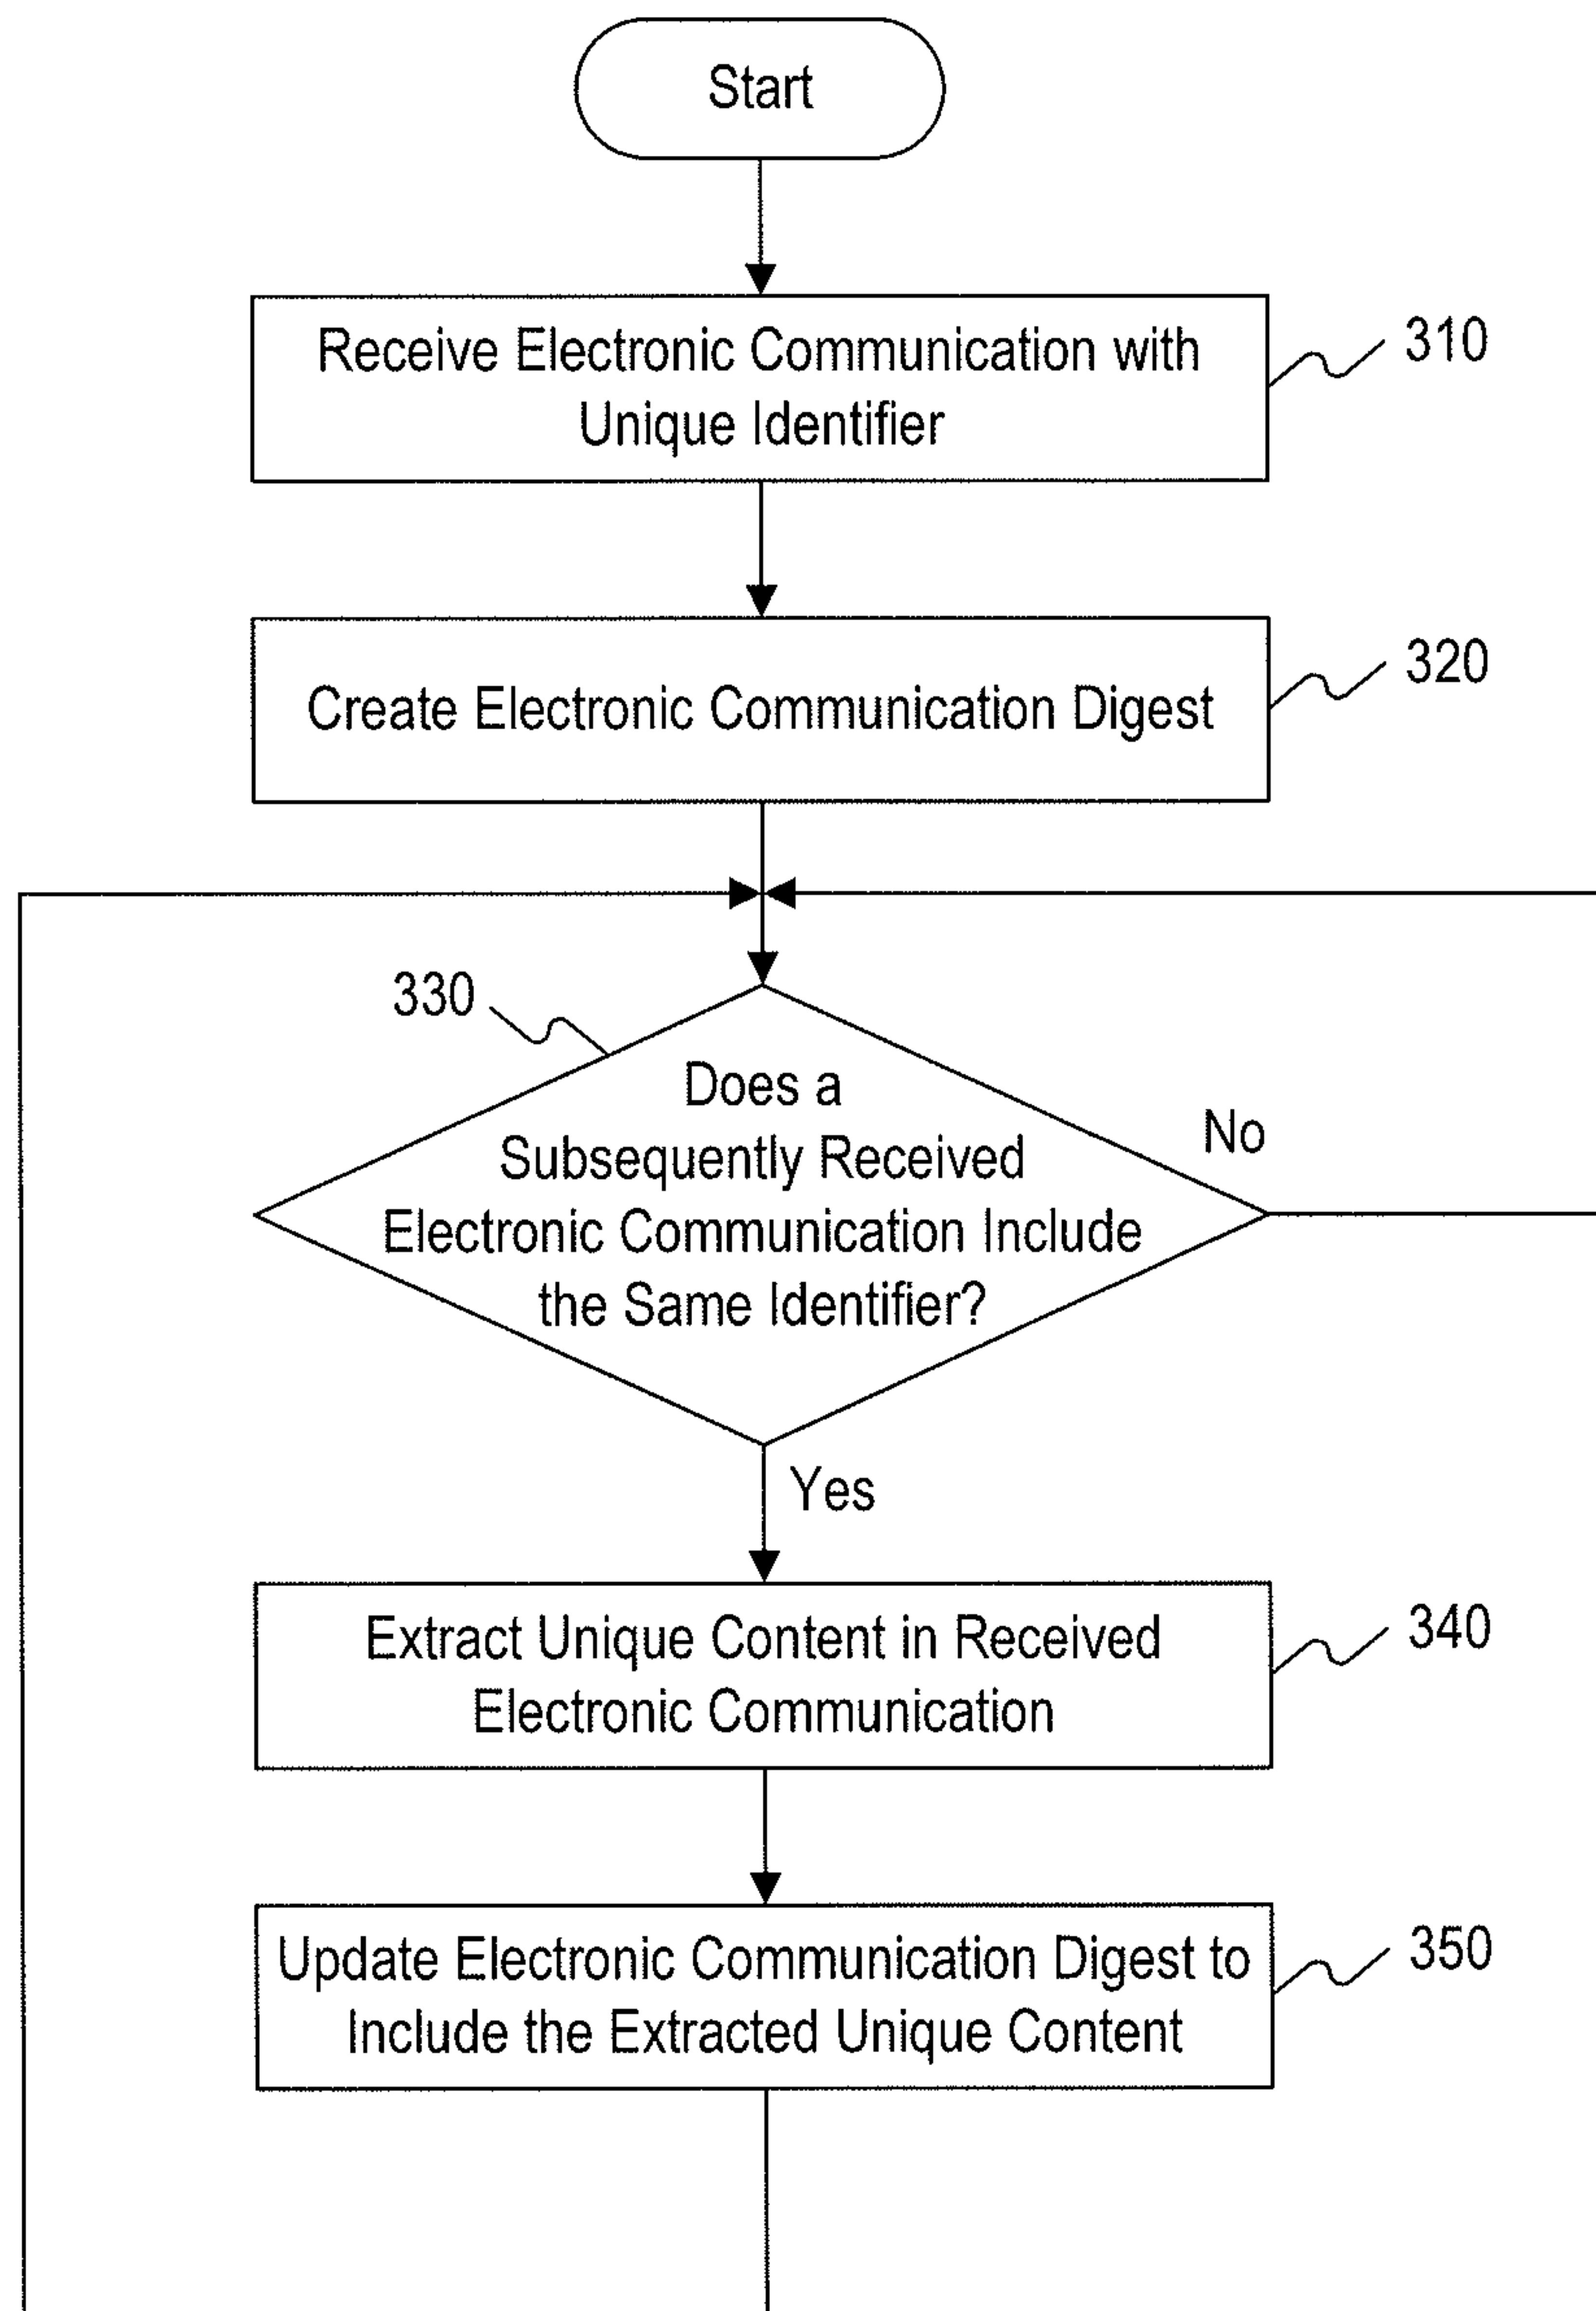 Start
Receive Electronic Communication with
Unique Identifier
310
Create Electronic Communication Digest
320
330
Does a
Subsequently Received
Electronic Communication Include
the Same Identifier?
No
Yes
Extract Unique Content in Received
Electronic Communication
340
Update Electronic Communication Digest to
Include the Extracted Unique Content
350